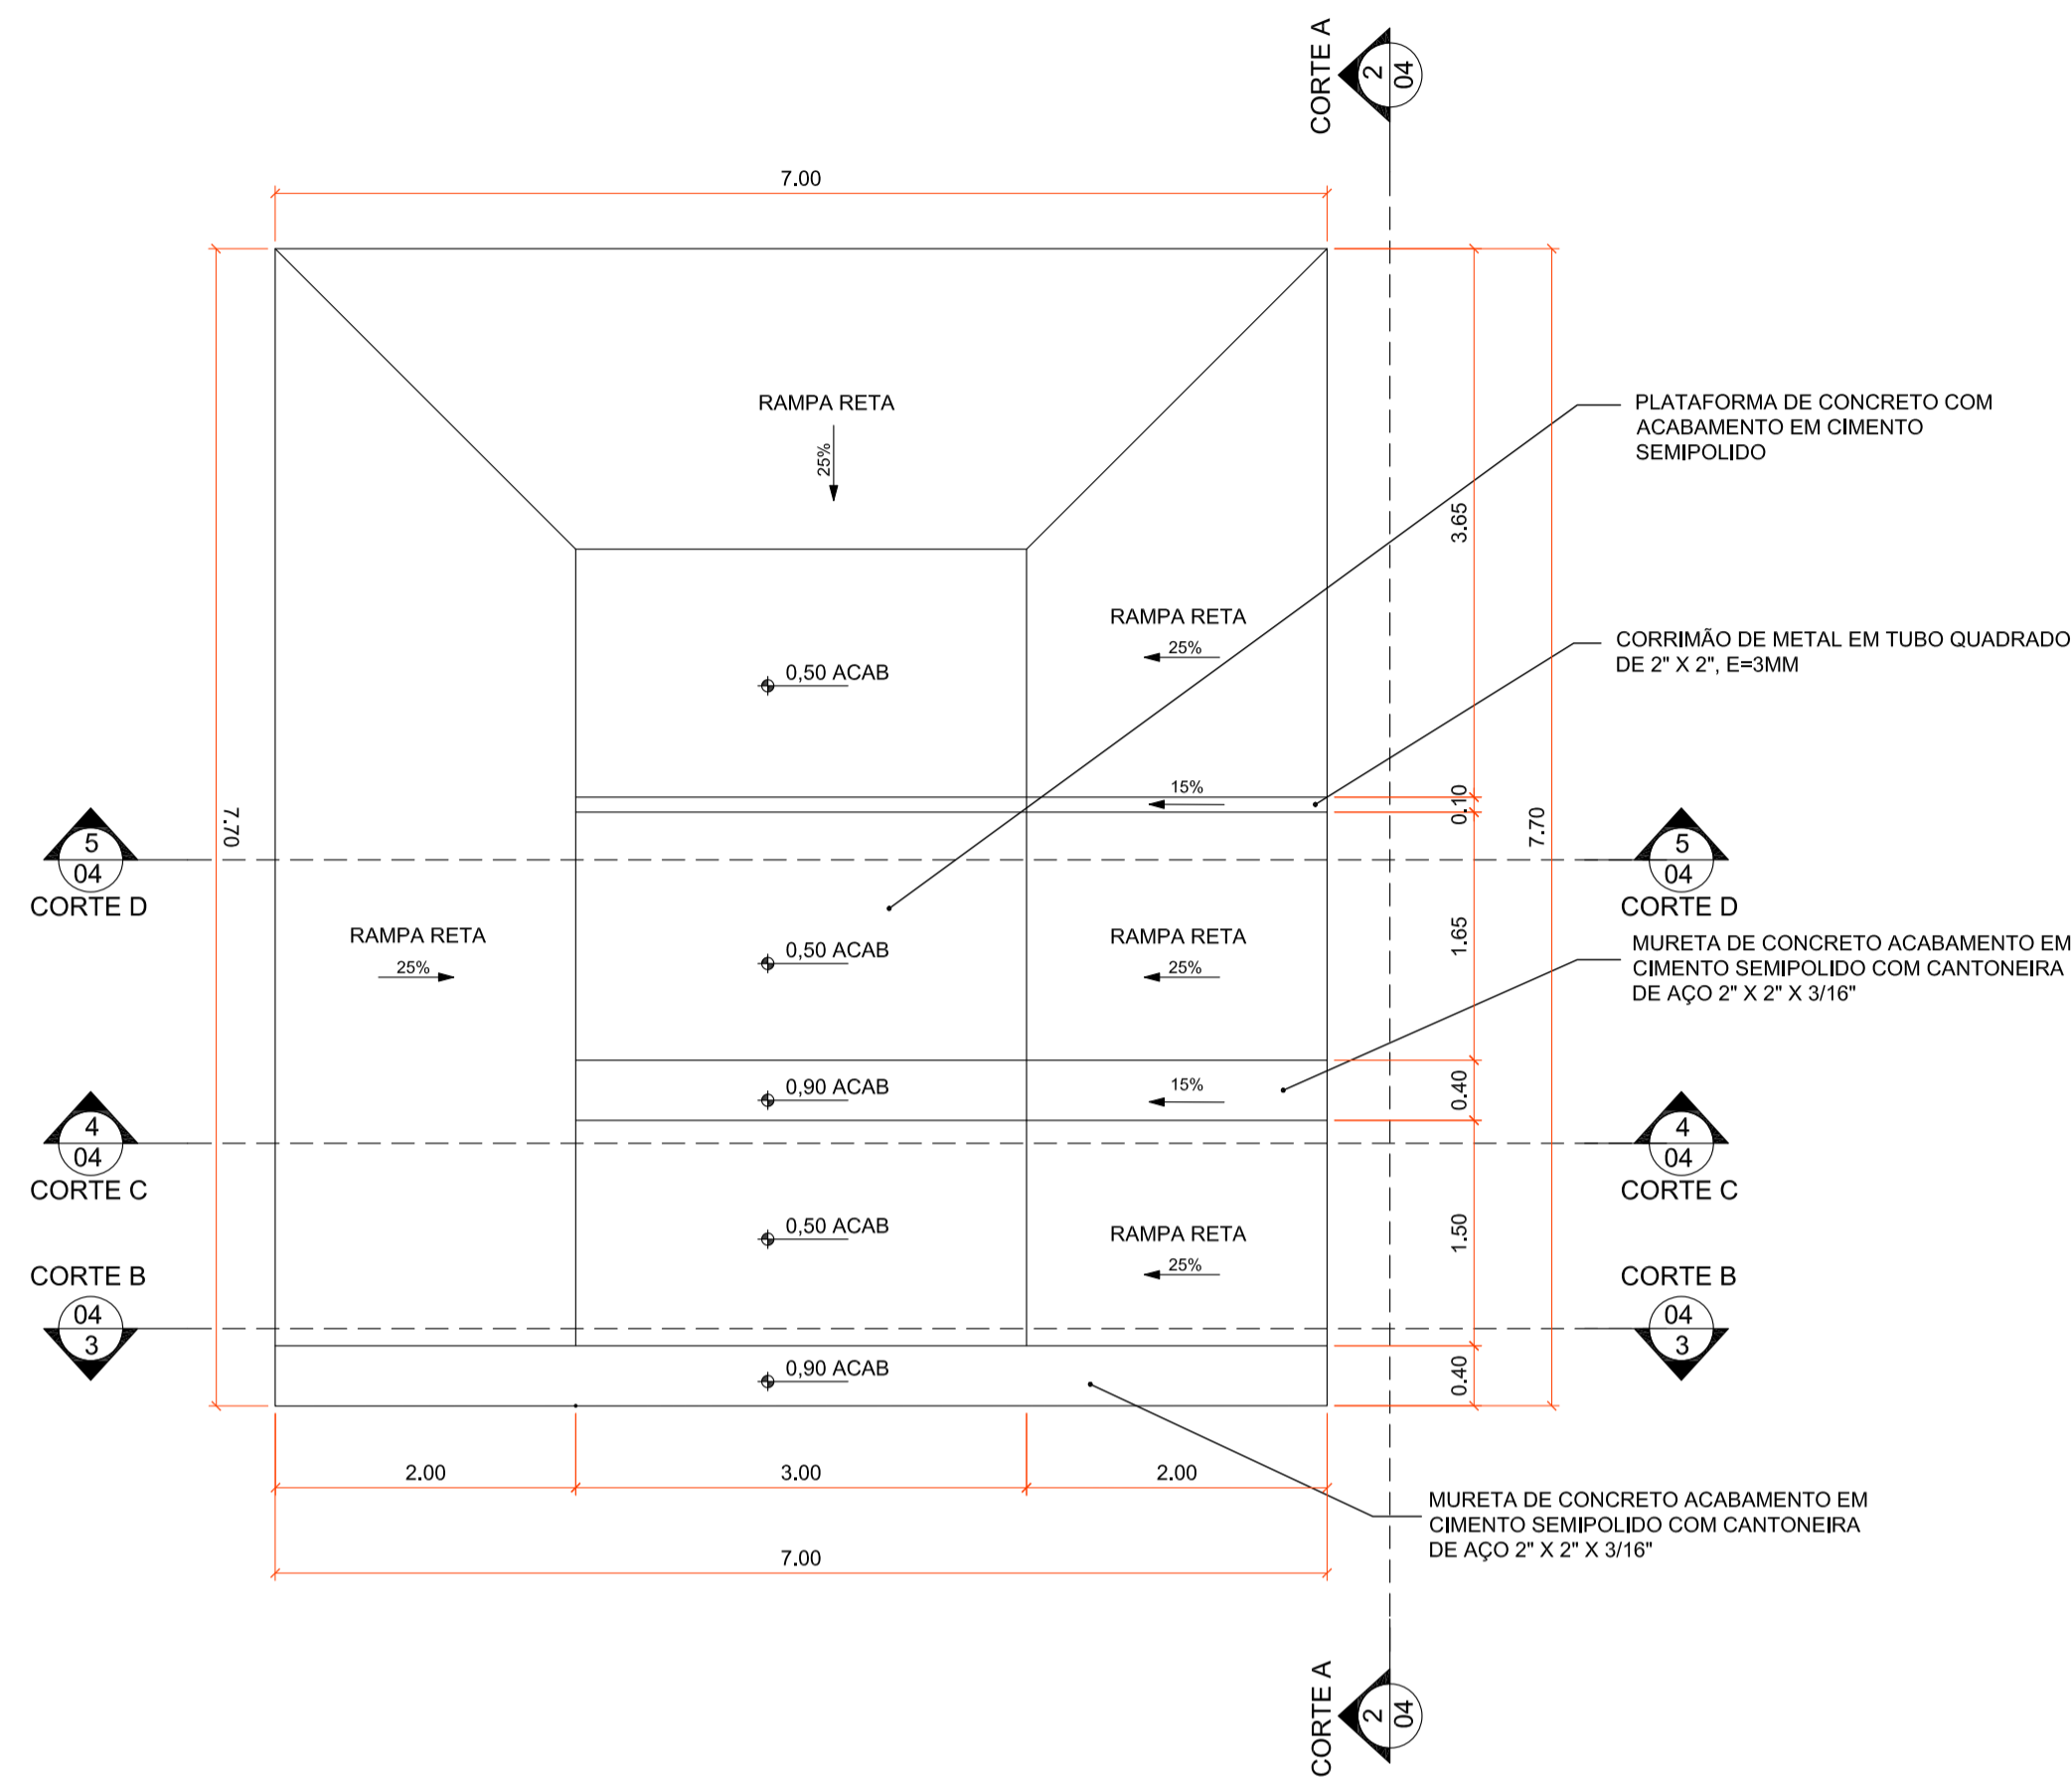 CORTE A
2
04
7.00
RAMPA RETA
25%
PLATAFORMA DE CONCRETO COM
ACABAMENTO EM CIMENTO
SEMIPOLIDO
3.65
RAMPA RETA
25%
CORRIMÃO DE METAL EM TUBO QUADRADO
DE 2" X 2", E=3MM
0,50 ACAB
15%
0.10
7.70
7.70
5
04
CORTE D
5
04
CORTE D
RAMPA RETA
25%
0,50 ACAB
RAMPA RETA
25%
1.65
MURETA DE CONCRETO ACABAMENTO EM
CIMENTO SEMIPOLIDO COM CANTONEIRA
DE AÇO 2" X 2" X 3/16"
0,90 ACAB
15%
0.40
4
04
CORTE C
4
04
CORTE C
0,50 ACAB
RAMPA RETA
25%
1.50
CORTE B
04
3
CORTE B
04
3
0,90 ACAB
0.40
2.00
3.00
2.00
MURETA DE CONCRETO ACABAMENTO EM
CIMENTO SEMIPOLIDO COM CANTONEIRA
DE AÇO 2" X 2" X 3/16"
7.00
CORTE A
2
04